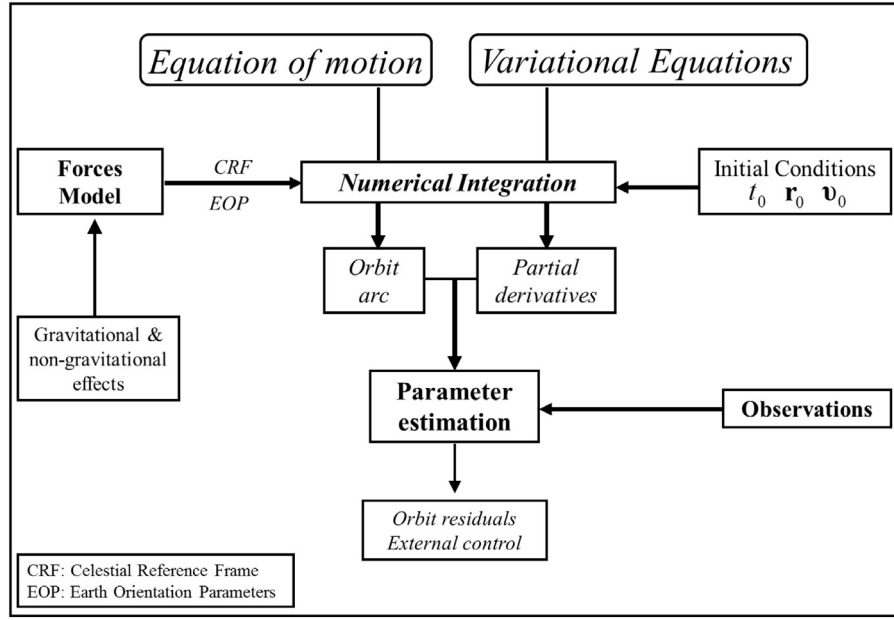 Equation of motion
Variational Equations
Forces
Model
CRF
EOP
Numerical Integration
Initial Conditions
t₀ r₀ υ₀
Orbit
arc
Partial
derivatives
Gravitational &
non-gravitational
effects
Parameter
estimation
Observations
Orbit residuals
External control
CRF: Celestial Reference Frame
EOP: Earth Orientation Parameters